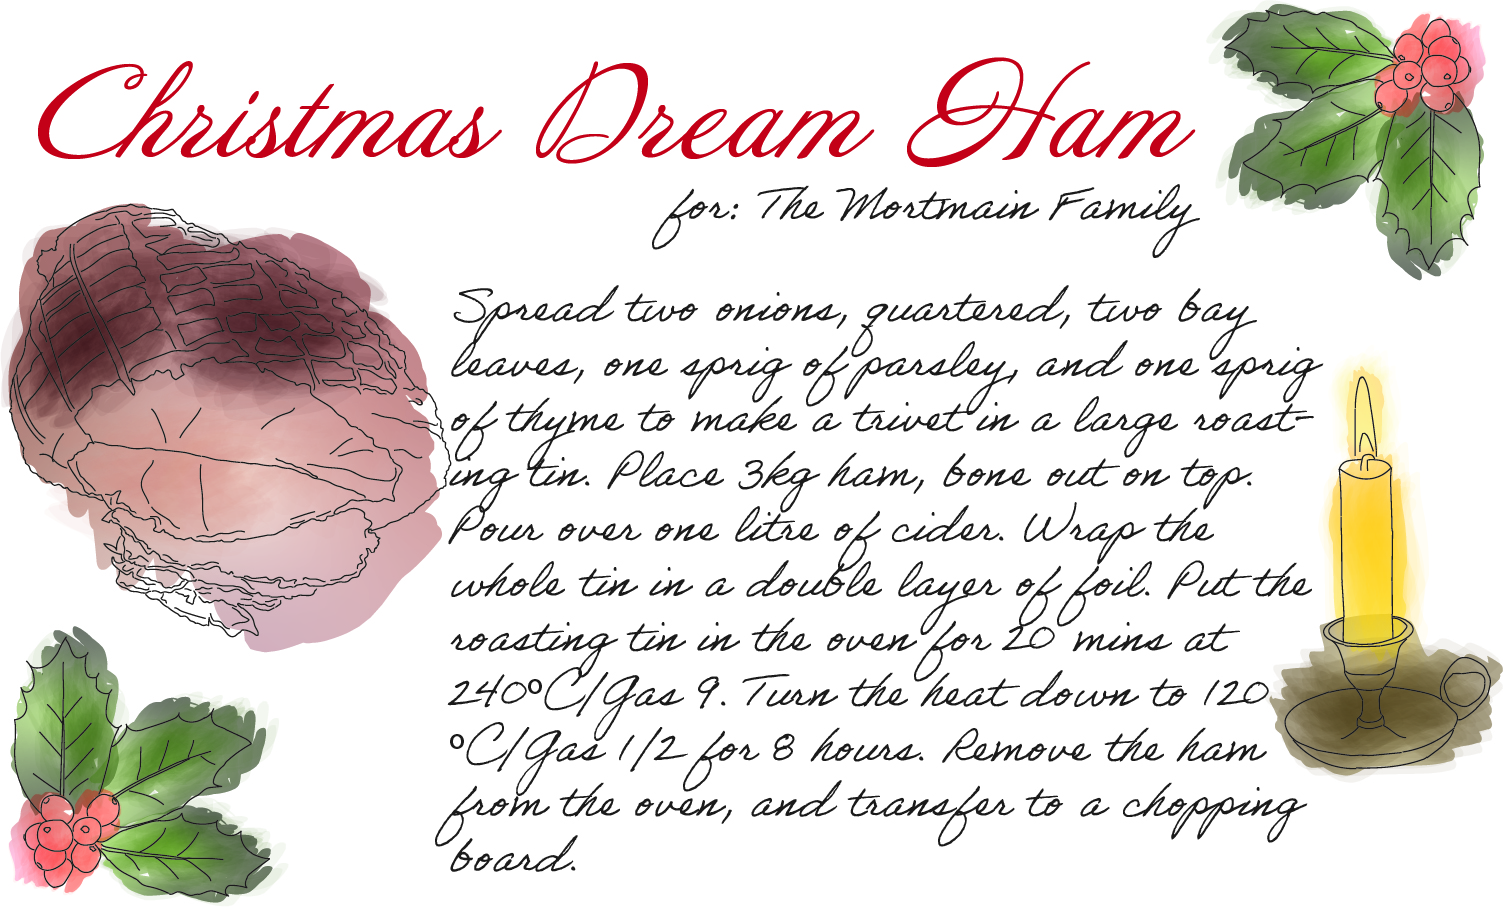 Christmas Dream Ham
for: The Mortmain Family
Spread two onions, quartered, two bay
leaves, one sprig of parsley, and one sprig
of thyme to make a trivet in a large roast-
ing tin. Place 3kg ham, bone out on top.
Pour over one litre of cider. Wrap the
whole tin in a double layer of foil. Put the
roasting tin in the oven for 20 mins at
240°C/Gas 9. Turn the heat down to 120
°C/Gas 1/2 for 8 hours. Remove the ham
from the oven, and transfer to a chopping
board.